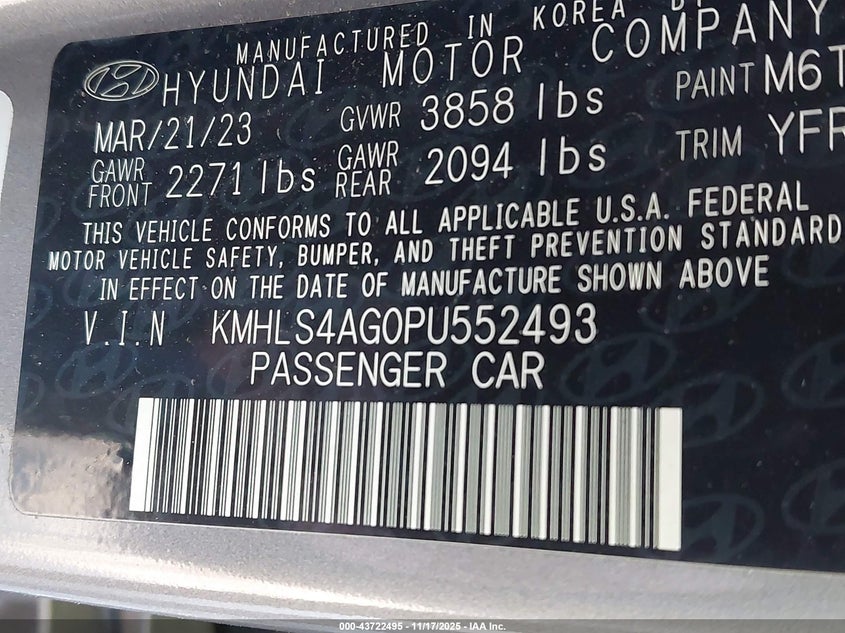 MANUFACTURED IN KOREA BY
HYUNDAI MOTOR COMPANY
MAR/21/23 GVWR 3858 lbs PAINT M6T
GAWR FRONT 2271 lbs GAWR REAR 2094 lbs TRIM YFR
THIS VEHICLE CONFORMS TO ALL APPLICABLE U.S.A. FEDERAL
MOTOR VEHICLE SAFETY, BUMPER, AND THEFT PREVENTION STANDARD
IN EFFECT ON THE DATE OF MANUFACTURE SHOWN ABOVE
V.I.N KMHLS4AG0PU552493
PASSENGER CAR
000-43722495 - 11/17/2025 - IAA Inc.